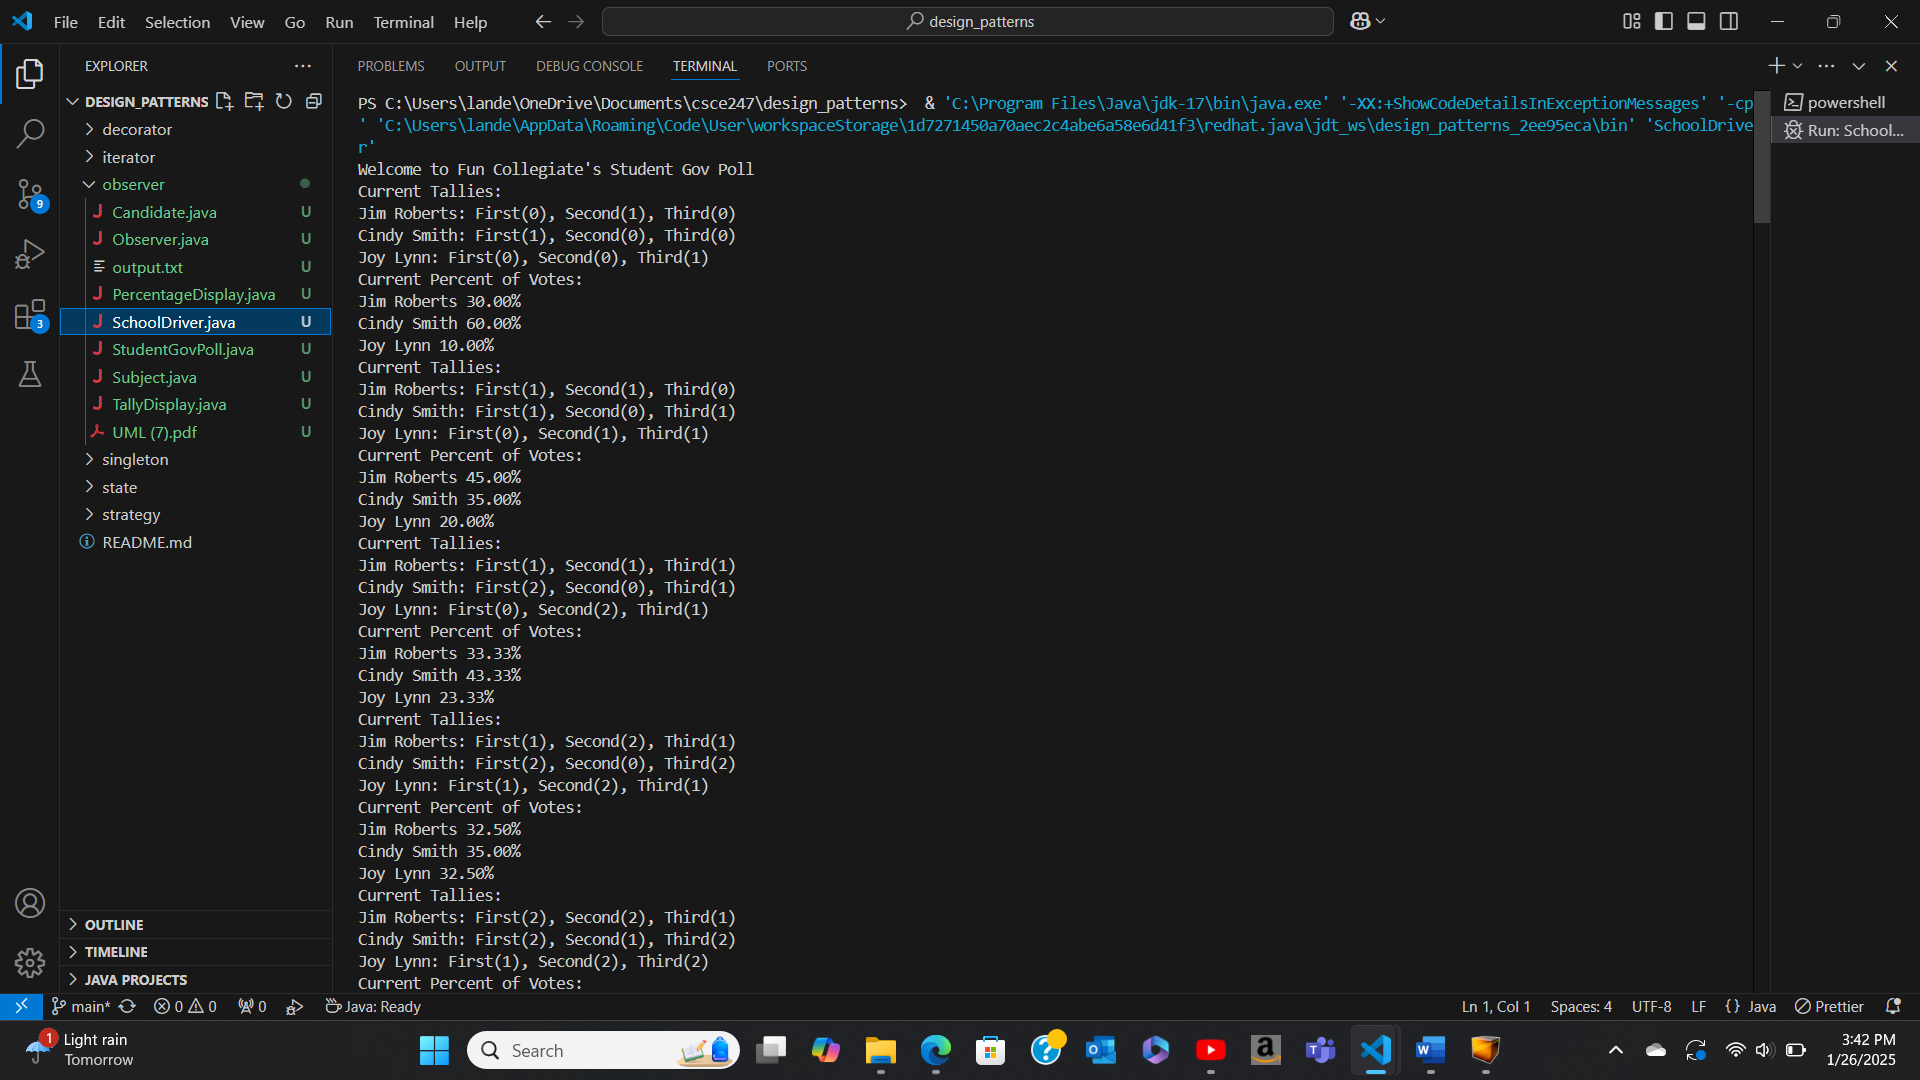 File Edit Selection View Go Run Terminal Help
design_patterns
EXPLORER
DESIGN_PATTERNS
decorator
iterator
observer
Candidate.java U
Observer.java U
output.txt U
PercentageDisplay.java U
SchoolDriver.java U
StudentGovPoll.java U
Subject.java U
TallyDisplay.java U
UML (7).pdf U
singleton
state
strategy
README.md
OUTLINE
TIMELINE
JAVA PROJECTS
9
3
PROBLEMS OUTPUT DEBUG CONSOLE TERMINAL PORTS
PS C:\Users\lande\OneDrive\Documents\csce247\design_patterns>  & 'C:\Program Files\Java\jdk-17\bin\java.exe' '-XX:+ShowCodeDetailsInExceptionMessages' '-cp
' 'C:\Users\lande\AppData\Roaming\Code\User\workspaceStorage\1d7271450a70aec2c4abe6a58e6d41f3\redhat.java\jdt_ws\design_patterns_2ee95eca\bin' 'SchoolDrive
r'
Welcome to Fun Collegiate's Student Gov Poll
Current Tallies:
Jim Roberts: First(0), Second(1), Third(0)
Cindy Smith: First(1), Second(0), Third(0)
Joy Lynn: First(0), Second(0), Third(1)
Current Percent of Votes:
Jim Roberts 30.00%
Cindy Smith 60.00%
Joy Lynn 10.00%
Current Tallies:
Jim Roberts: First(1), Second(1), Third(0)
Cindy Smith: First(1), Second(0), Third(1)
Joy Lynn: First(0), Second(1), Third(1)
Current Percent of Votes:
Jim Roberts 45.00%
Cindy Smith 35.00%
Joy Lynn 20.00%
Current Tallies:
Jim Roberts: First(1), Second(1), Third(1)
Cindy Smith: First(2), Second(0), Third(1)
Joy Lynn: First(0), Second(2), Third(1)
Current Percent of Votes:
Jim Roberts 33.33%
Cindy Smith 43.33%
Joy Lynn 23.33%
Current Tallies:
Jim Roberts: First(1), Second(2), Third(1)
Cindy Smith: First(2), Second(0), Third(2)
Joy Lynn: First(1), Second(2), Third(1)
Current Percent of Votes:
Jim Roberts 32.50%
Cindy Smith 35.00%
Joy Lynn 32.50%
Current Tallies:
Jim Roberts: First(2), Second(2), Third(1)
Cindy Smith: First(2), Second(1), Third(2)
Joy Lynn: First(1), Second(2), Third(2)
Current Percent of Votes:
powershell
Run: School...
main* 0 0 0 Java: Ready
Ln 1, Col 1 Spaces: 4 UTF-8 LF {} Java Prettier
1 Light rain
Tomorrow
Search
3:42 PM
1/26/2025